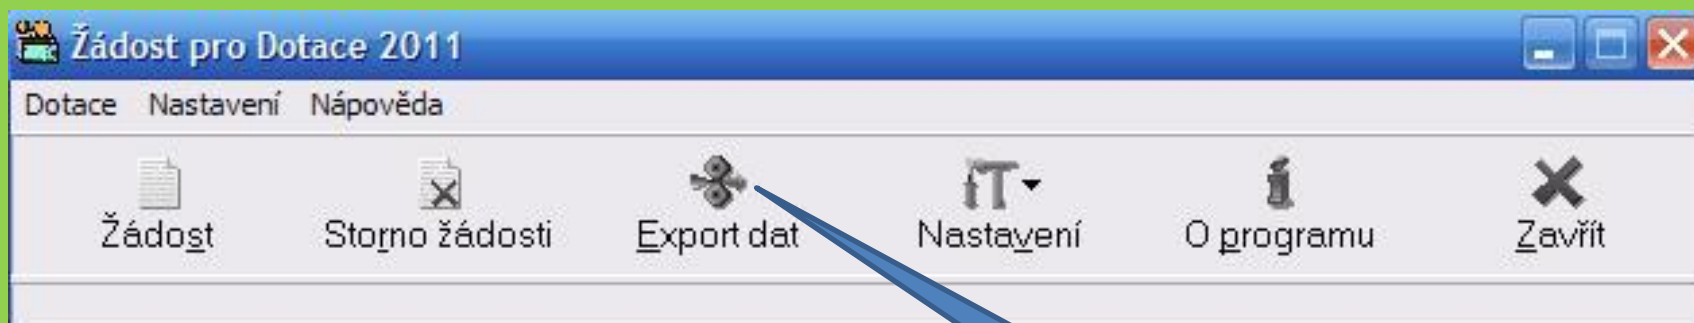 Žádost pro Dotace 2011
Dotace Nastavení Nápověda
Žádost Storno žádosti Export dat Nastavení O programu Zavřít